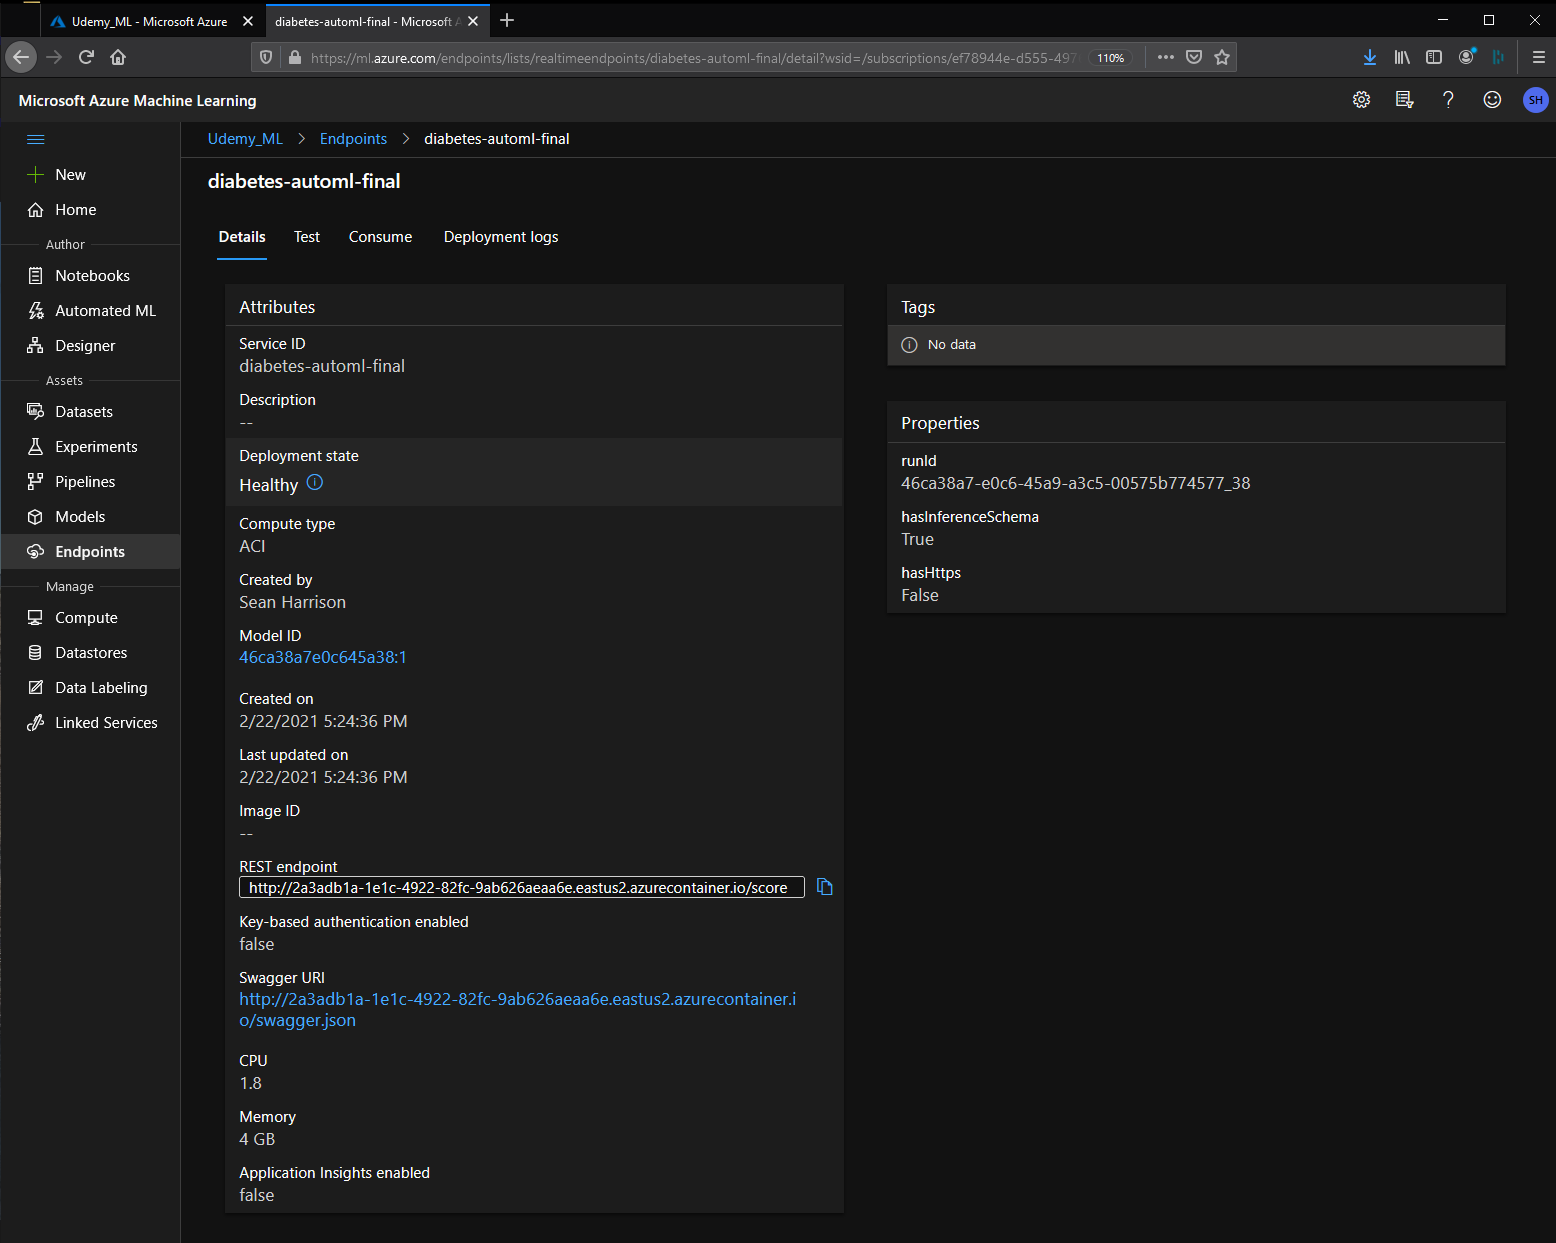 Udemy_ML - Microsoft Azure
diabetes-automl-final - Microsoft A
https://ml.azure.com/endpoints/lists/realtimeendpoints/diabetes-automl-final/detail?wsid=/subscriptions/ef78944e-d555-497
110%
Microsoft Azure Machine Learning
SH
Udemy_ML > Endpoints > diabetes-automl-final
diabetes-automl-final
New
Home
Author
Notebooks
Automated ML
Designer
Assets
Datasets
Experiments
Pipelines
Models
Endpoints
Manage
Compute
Datastores
Data Labeling
Linked Services
Details
Test
Consume
Deployment logs
Attributes
Service ID
diabetes-automl-final
Description
--
Deployment state
Healthy
Compute type
ACI
Created by
Sean Harrison
Model ID
46ca38a7e0c645a38:1
Created on
2/22/2021 5:24:36 PM
Last updated on
2/22/2021 5:24:36 PM
Image ID
--
REST endpoint
http://2a3adb1a-1e1c-4922-82fc-9ab626aeaa6e.eastus2.azurecontainer.io/score
Key-based authentication enabled
false
Swagger URI
http://2a3adb1a-1e1c-4922-82fc-9ab626aeaa6e.eastus2.azurecontainer.i
o/swagger.json
CPU
1.8
Memory
4 GB
Application Insights enabled
false
Tags
No data
Properties
runId
46ca38a7-e0c6-45a9-a3c5-00575b774577_38
hasInferenceSchema
True
hasHttps
False